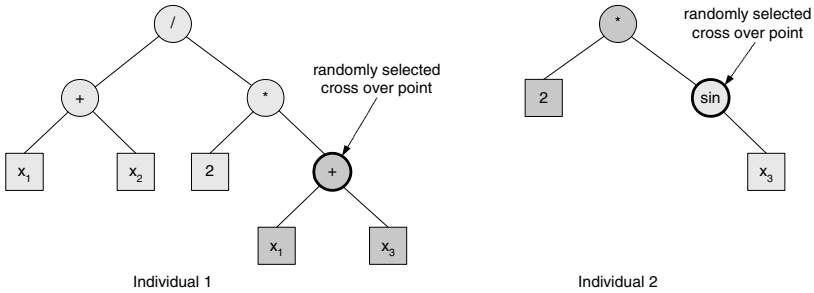 /
*
randomly selected
cross over point
randomly selected
cross over point
+
*
2
sin
x1
x2
2
+
x3
x1
x3
Individual 1
Individual 2